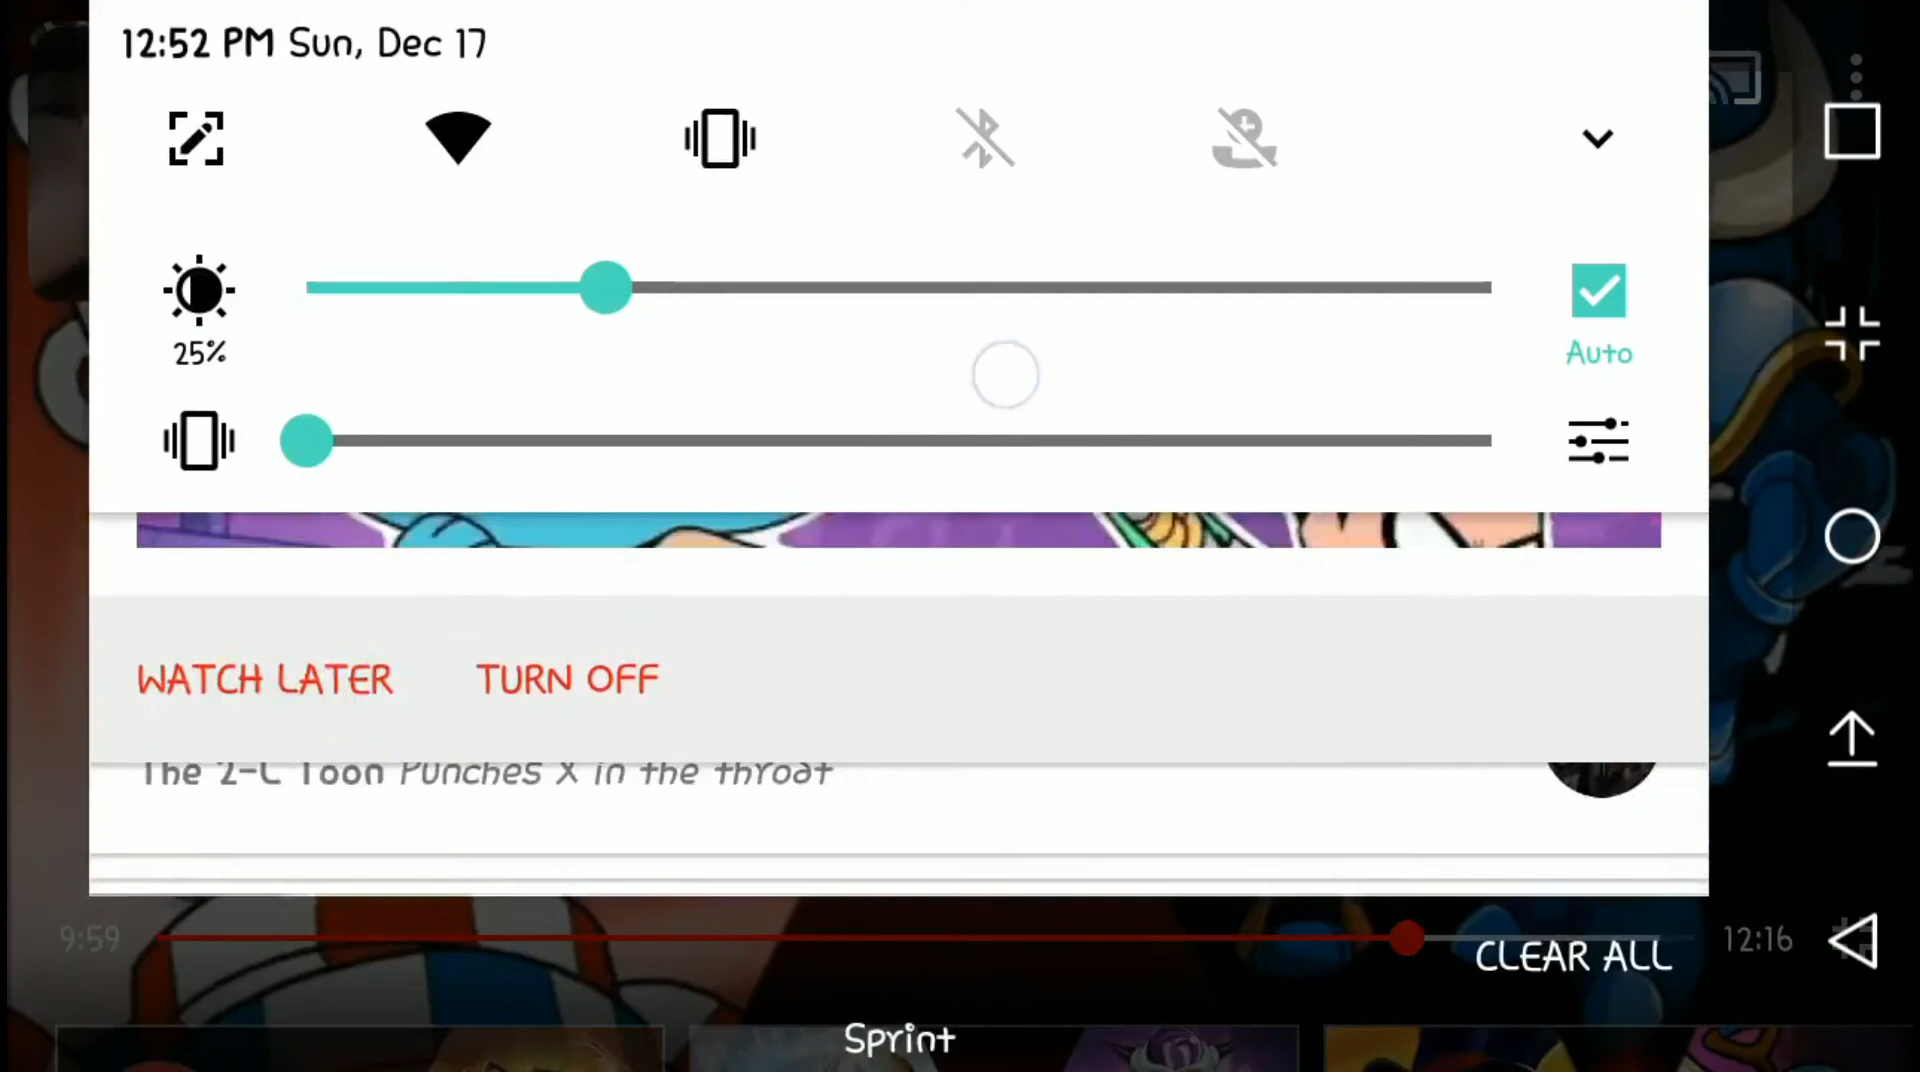 12:52 PM Sun, Dec 17
25%
Auto
WATCH LATER TURN OFF
The 2-C Toon Punches X in the throat
9:59
12:16
CLEAR ALL
Sprint